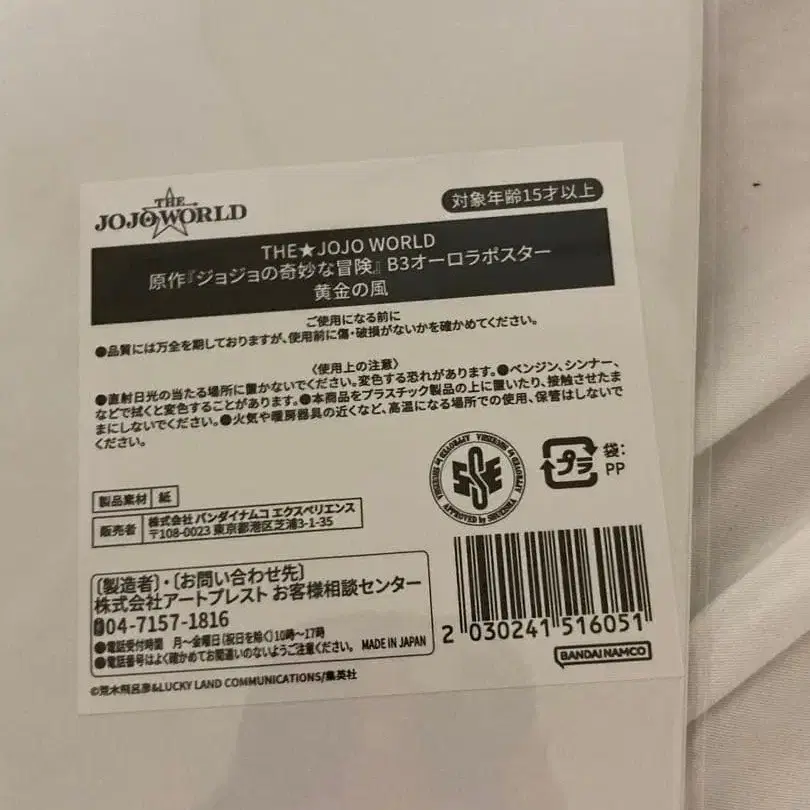 THE
JOJO WORLD
対象年齢15才以上
THE★JOJO WORLD
原作『ジョジョの奇妙な冒険』 B3オーロラポスター
黄金の風
ご使用になる前に
●品質には万全を期しておりますが、使用前に傷・破損がないかを確かめてください。
〈使用上の注意〉
●直射日光の当たる場所に置かないでください。変色する恐れがあります。●ベンジン、シンナー、
などで拭くと変色することがあります。●本商品をプラスチック製品の上に置いたり、接触させたま
まにしないでください。●火気や暖房器具の近くなど、高温になる場所での使用、保管はしないで
ください。
APPROVED by SHUEISHA APPROVED by SHUEISHA
SSE
プラ
袋:
PP
製品素材 紙
販売者 株式会社 バンダイナムコ エクスペリエンス
〒108-0023 東京都港区芝浦3-1-35
〔製造者〕・〔お問い合わせ先〕
株式会社アートプレスト お客様相談センター
04-7157-1816
●電話受付時間 月〜金曜日(祝日を除く)10時〜17時
●電話番号はよく確かめてお間違いのないようご注意ください。 MADE IN JAPAN
2 030241 516051
BANDAI NAMCO
©荒木飛呂彦&LUCKY LAND COMMUNICATIONS/集英社